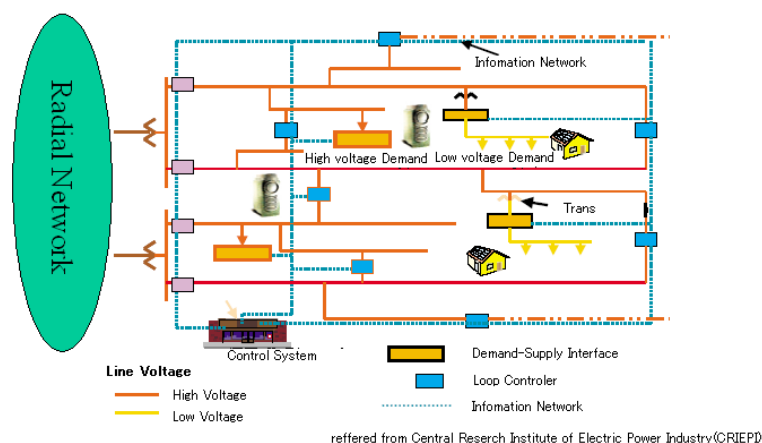 Radial Network
Infomation Network
High voltage Demand
Low voltage Demand
Trans
Control System
Line Voltage
High Voltage
Low Voltage
Demand-Supply Interface
Loop Controler
Infomation Network
reffered from Central Reserch Institute of Electric Power Industry(CRIEPI)